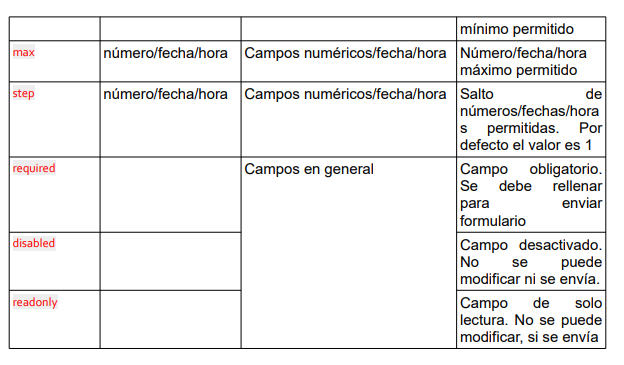 mínimo permitido
max número/fecha/hora Campos numéricos/fecha/hora Número/fecha/hora
máximo permitido
step número/fecha/hora Campos numéricos/fecha/hora Salto de
números/fechas/hora
s permitidas. Por
defecto el valor es 1
required Campos en general Campo obligatorio.
Se debe rellenar
para enviar
formulario
disabled Campo desactivado.
No se puede
modificar ni se envía.
readonly Campo de solo
lectura. No se puede
modificar, si se envía